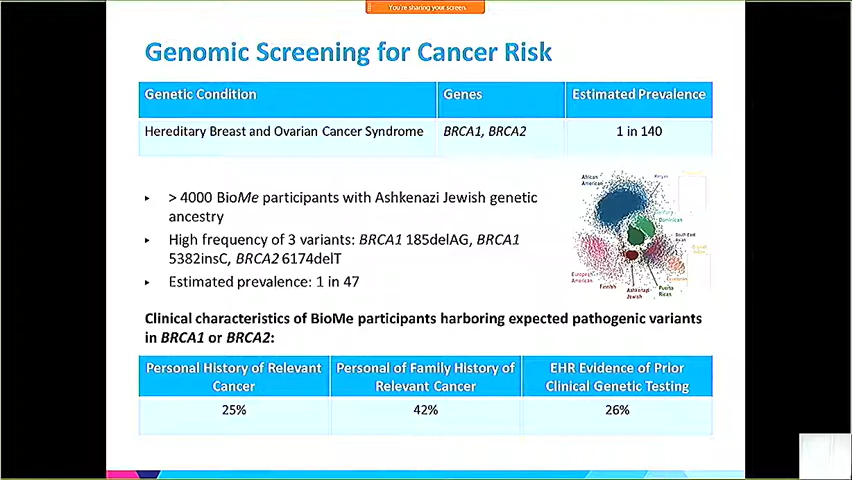 You're sharing your screen.
Genomic Screening for Cancer Risk
Genetic Condition Genes Estimated Prevalence
Hereditary Breast and Ovarian Cancer Syndrome BRCA1, BRCA2 1 in 140
> 4000 BioMe participants with Ashkenazi Jewish genetic
ancestry
High frequency of 3 variants: BRCA1 185delAG, BRCA1
5382insC, BRCA2 6174delT
Estimated prevalence: 1 in 47
African
American
Dominican
South East
Asian
European
American
Finnish
Ashkenazi
Jewish
Puerto
Rican
Clinical characteristics of BioMe participants harboring expected pathogenic variants
in BRCA1 or BRCA2:
Personal History of Relevant
Cancer
Personal of Family History of
Relevant Cancer
EHR Evidence of Prior
Clinical Genetic Testing
25% 42% 26%